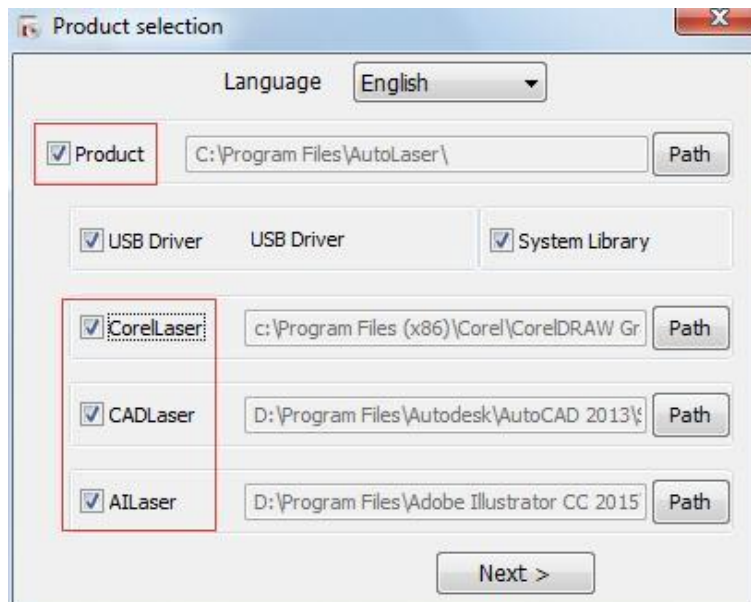 Product selection
Language English
Product C:\Program Files\AutoLaser\ Path
USB Driver USB Driver System Library
CorelLaser c:\Program Files (x86)\Corel\CorelDRAW Gr Path
CADLaser D:\Program Files\Autodesk\AutoCAD 2013\ Path
AILaser D:\Program Files\Adobe Illustrator CC 2015 Path
Next >